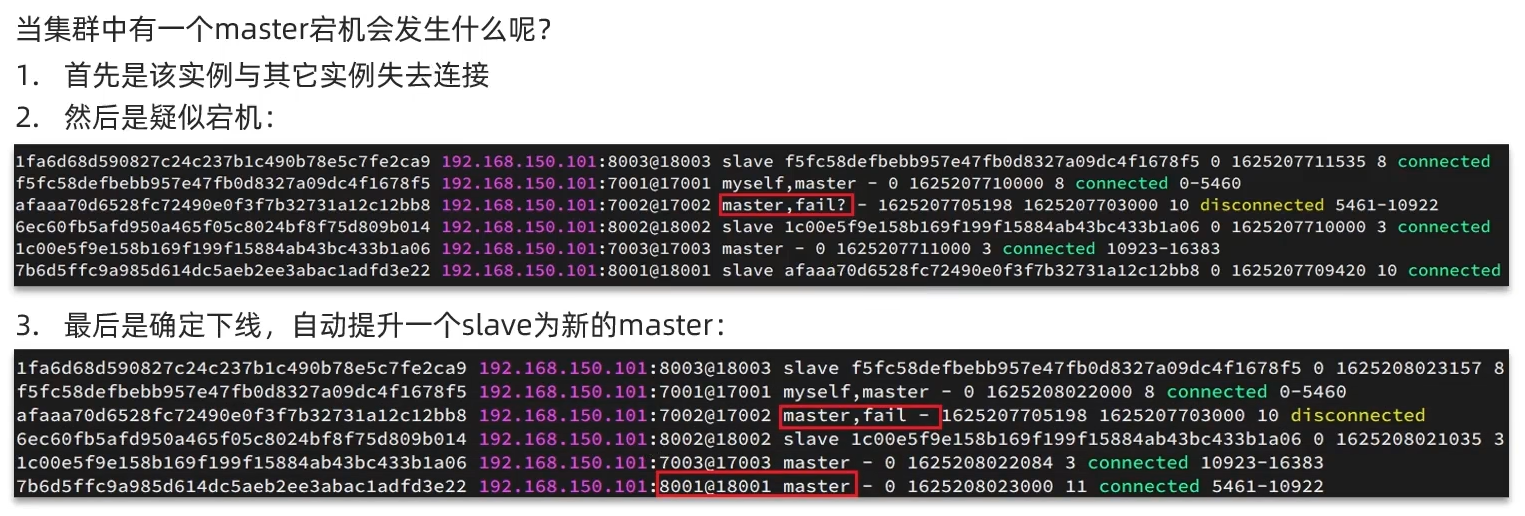 当集群中有一个master宕机会发生什么呢?
1. 首先是该实例与其它实例失去连接
2. 然后是疑似宕机:
1fa6d68d590827c24c237b1c490b78e5c7fe2ca9 192.168.150.101:8003@18003 slave f5fc58defbebb957e47fb0d8327a09dc4f1678f5 0 1625207711535 8 connected
f5fc58defbebb957e47fb0d8327a09dc4f1678f5 192.168.150.101:7001@17001 myself,master - 0 1625207710000 8 connected 0-5460
afaaa70d6528fc72490e0f3f7b32731a12c12bb8 192.168.150.101:7002@17002 master,fail? - 1625207705198 1625207703000 10 disconnected 5461-10922
6ec60fb5afd950a465f05c8024bf8f75d809b014 192.168.150.101:8002@18002 slave 1c00e5f9e158b169f199f15884ab43bc433b1a06 0 1625207710000 3 connected
1c00e5f9e158b169f199f15884ab43bc433b1a06 192.168.150.101:7003@17003 master - 0 1625207711000 3 connected 10923-16383
7b6d5ffc9a985d614dc5aeb2ee3abac1adfd3e22 192.168.150.101:8001@18001 slave afaaa70d6528fc72490e0f3f7b32731a12c12bb8 0 1625207709420 10 connected
3. 最后是确定下线，自动提升一个slave为新的master:
1fa6d68d590827c24c237b1c490b78e5c7fe2ca9 192.168.150.101:8003@18003 slave f5fc58defbebb957e47fb0d8327a09dc4f1678f5 0 1625208023157 8
f5fc58defbebb957e47fb0d8327a09dc4f1678f5 192.168.150.101:7001@17001 myself,master - 0 1625208022000 8 connected 0-5460
afaaa70d6528fc72490e0f3f7b32731a12c12bb8 192.168.150.101:7002@17002 master,fail - 1625207705198 1625207703000 10 disconnected
6ec60fb5afd950a465f05c8024bf8f75d809b014 192.168.150.101:8002@18002 slave 1c00e5f9e158b169f199f15884ab43bc433b1a06 0 1625208021035 3
1c00e5f9e158b169f199f15884ab43bc433b1a06 192.168.150.101:7003@17003 master - 0 1625208022084 3 connected 10923-16383
7b6d5ffc9a985d614dc5aeb2ee3abac1adfd3e22 192.168.150.101:8001@18001 master - 0 1625208023000 11 connected 5461-10922